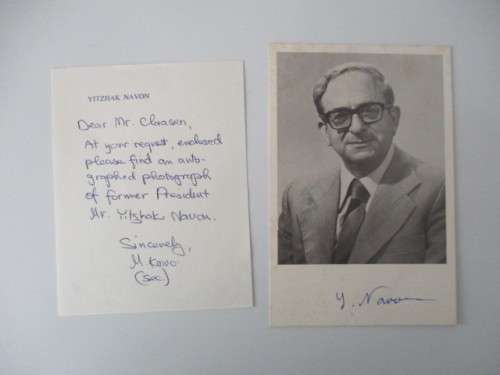 YITZHAK NAVON
Dear Mr. Claasen,
At your request, enclosed
please find an auto-
graphed photograph
of former President
Mr. Yitzhak Navon.
Sincerely,
M.
(sec)
Y. Navon